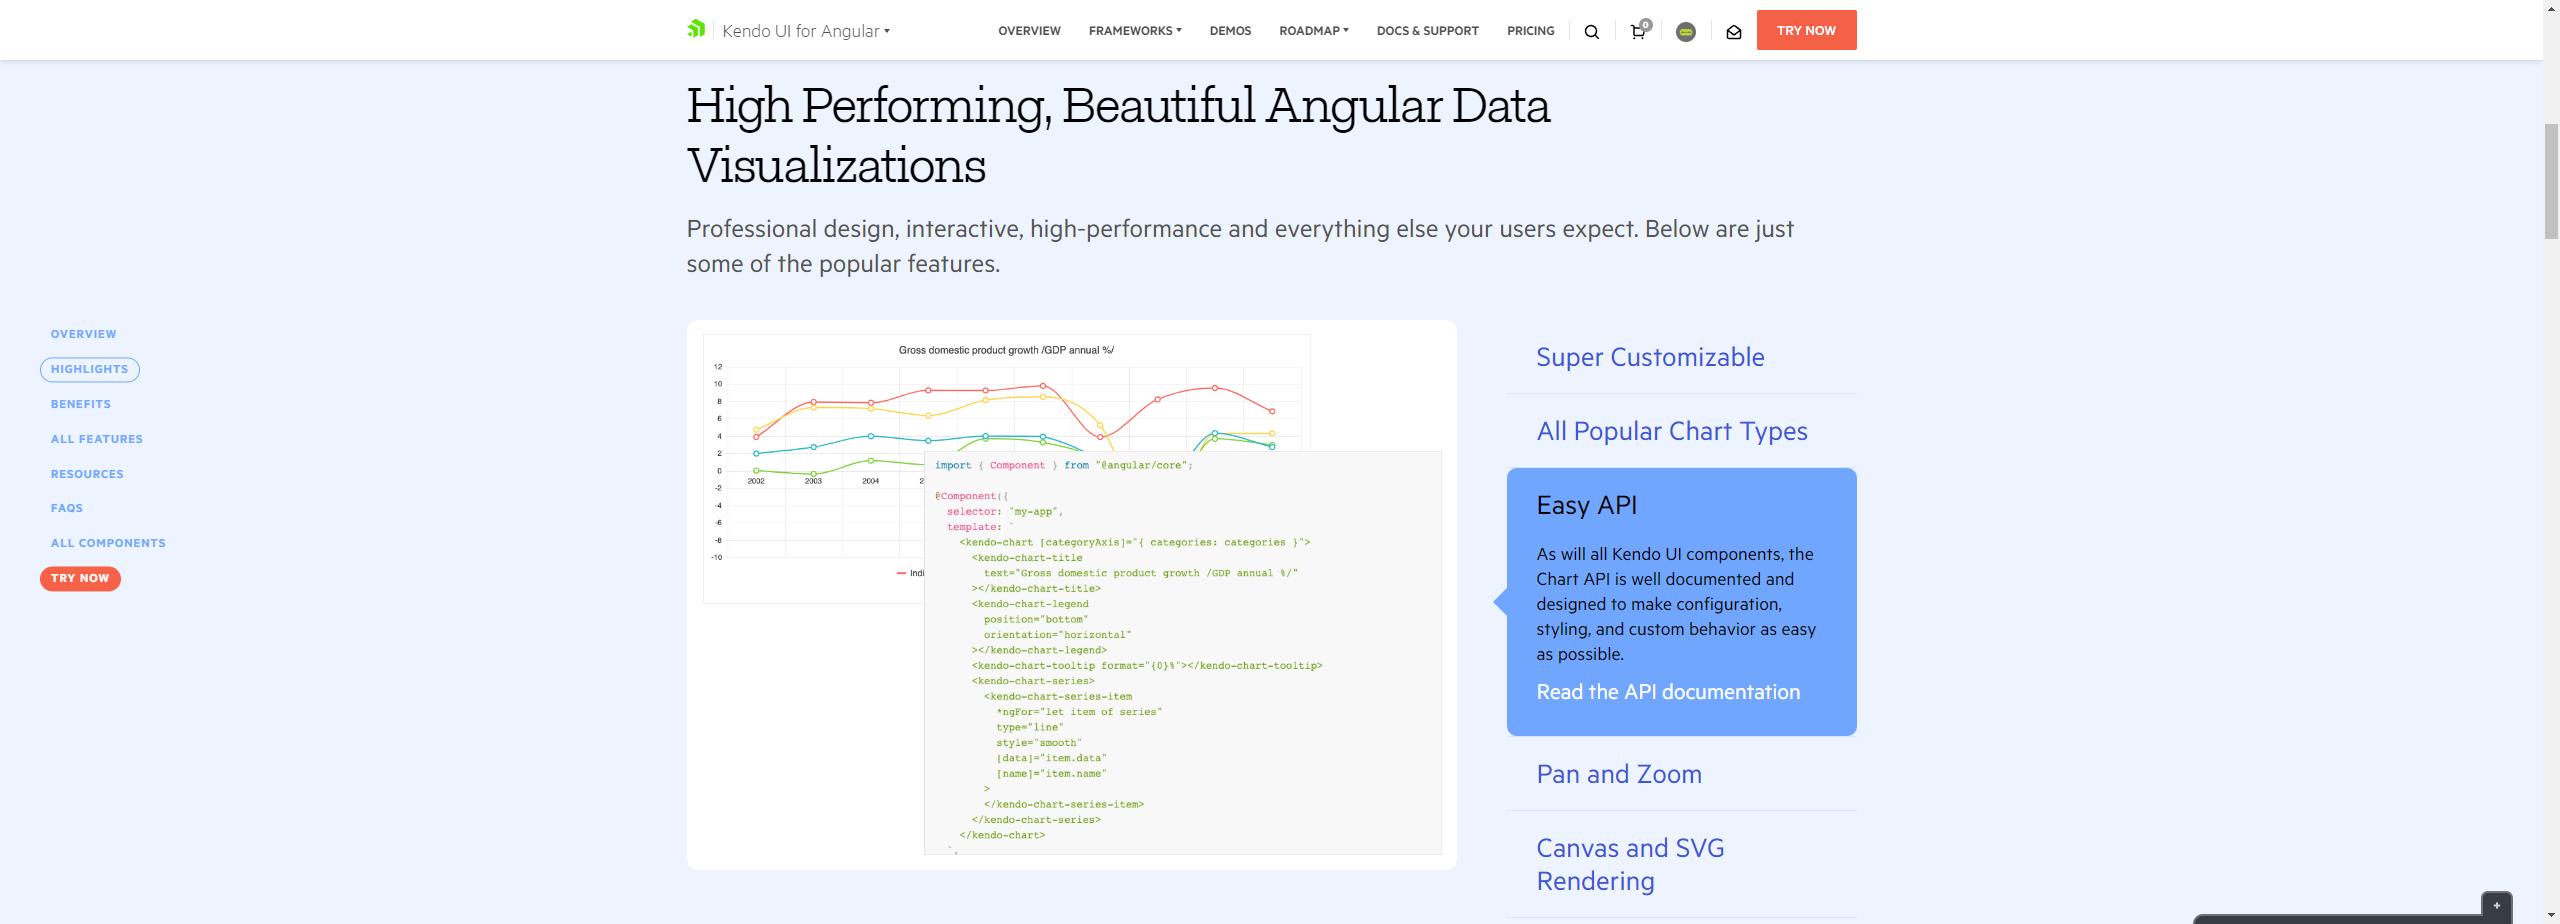 Kendo UI for Angular
OVERVIEW
FRAMEWORKS
DEMOS
ROADMAP
DOCS & SUPPORT
PRICING
0
TRY NOW
High Performing, Beautiful Angular Data
Visualizations
Professional design, interactive, high-performance and everything else your users expect. Below are just
some of the popular features.
OVERVIEW
HIGHLIGHTS
BENEFITS
ALL FEATURES
RESOURCES
FAQS
ALL COMPONENTS
TRY NOW
Gross domestic product growth /GDP annual %/
12
10
8
6
4
2
0
-2
-4
-6
-8
-10
2002
2003
2004
import { Component } from "@angular/core";
@Component({
selector: "my-app",
template: `
<kendo-chart [categoryAxis]="{ categories: categories }">
<kendo-chart-title
text="Gross domestic product growth /GDP annual %/"
></kendo-chart-title>
<kendo-chart-legend
position="bottom"
orientation="horizontal"
></kendo-chart-legend>
<kendo-chart-tooltip format="{0}%"></kendo-chart-tooltip>
<kendo-chart-series>
<kendo-chart-series-item
*ngFor="let item of series"
type="line"
style="smooth"
[data]="item.data"
[name]="item.name"
>
</kendo-chart-series-item>
</kendo-chart-series>
</kendo-chart>
`,
Super Customizable
All Popular Chart Types
Easy API
As will all Kendo UI components, the
Chart API is well documented and
designed to make configuration,
styling, and custom behavior as easy
as possible.
Read the API documentation
Pan and Zoom
Canvas and SVG
Rendering